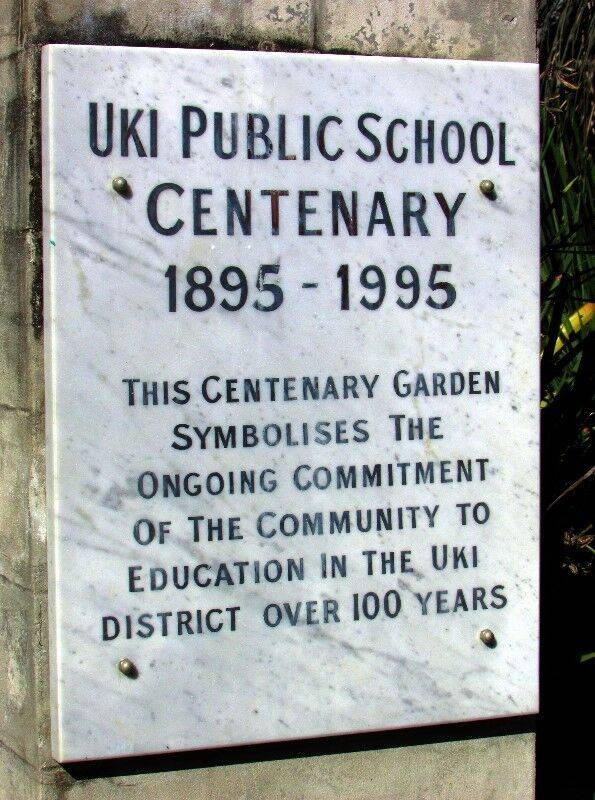 UKI PUBLIC SCHOOL
CENTENARY
1895 - 1995
THIS CENTENARY GARDEN
SYMBOLISES THE
ONGOING COMMITMENT
OF THE COMMUNITY TO
EDUCATION IN THE UKI
DISTRICT OVER 100 YEARS